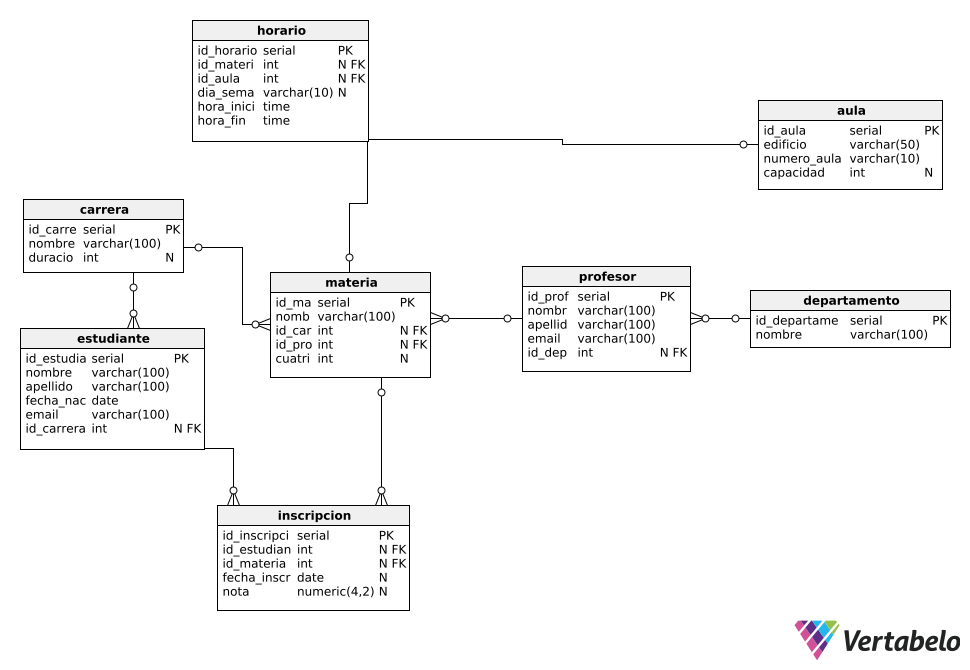 horario
id_horario serial PK
id_materi int N FK
id_aula int N FK
dia_sema varchar(10) N
hora_inici time
hora_fin time
aula
id_aula serial PK
edificio varchar(50)
numero_aula varchar(10)
capacidad int N
carrera
id_carre serial PK
nombre varchar(100)
duracio int N
materia
id_ma serial PK
nomb varchar(100)
id_car int N FK
id_pro int N FK
cuatri int N
profesor
id_prof serial PK
nombr varchar(100)
apellid varchar(100)
email varchar(100)
id_dep int N FK
departamento
id_departame serial PK
nombre varchar(100)
estudiante
id_estudia serial PK
nombre varchar(100)
apellido varchar(100)
fecha_nac date
email varchar(100)
id_carrera int N FK
inscripcion
id_inscripci serial PK
id_estudian int N FK
id_materia int N FK
fecha_inscr date N
nota numeric(4,2) N
Vertabelo